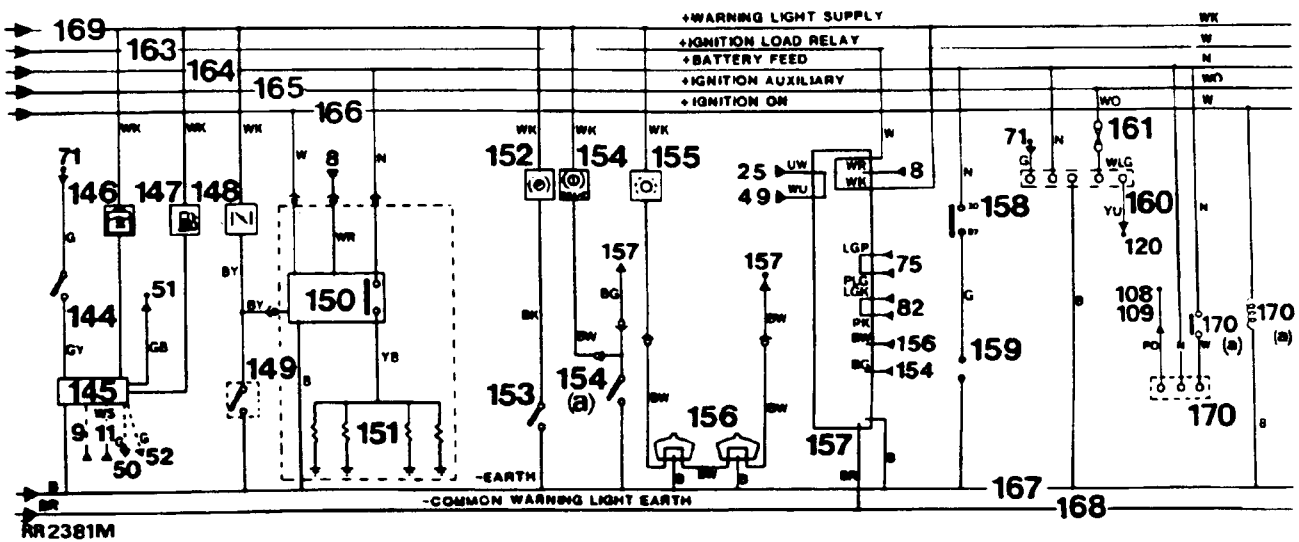 169
+WARNING LIGHT SUPPLY
WK
163
+IGNITION LOAD RELAY
W
164
+BATTERY FEED
N
165
+IGNITION AUXILIARY
WO
166
+IGNITION ON
W
WK WK WK W 8 N WK WK WK W WO
71 152 154 155 71 161
146 147 148 25 UW WR 8 G N WLG
49 WU WK N 158 160
G WR 30 87 YU N
BY LGP 120
51 BY 150 157 157 75
PLG
LGK 108
144 BG 82 109 170 170
BK PK G (a) (a)
GY GB YB BW BW BW 156 159 B PO N W
149 B 153 154 BG 154
145 (a) BW BW
WS 151 156 170
9 11 G G 157 B
50 52 BW
B B BR B
-EARTH
B 167
BR
-COMMON WARNING LIGHT EARTH
168
RR2381M